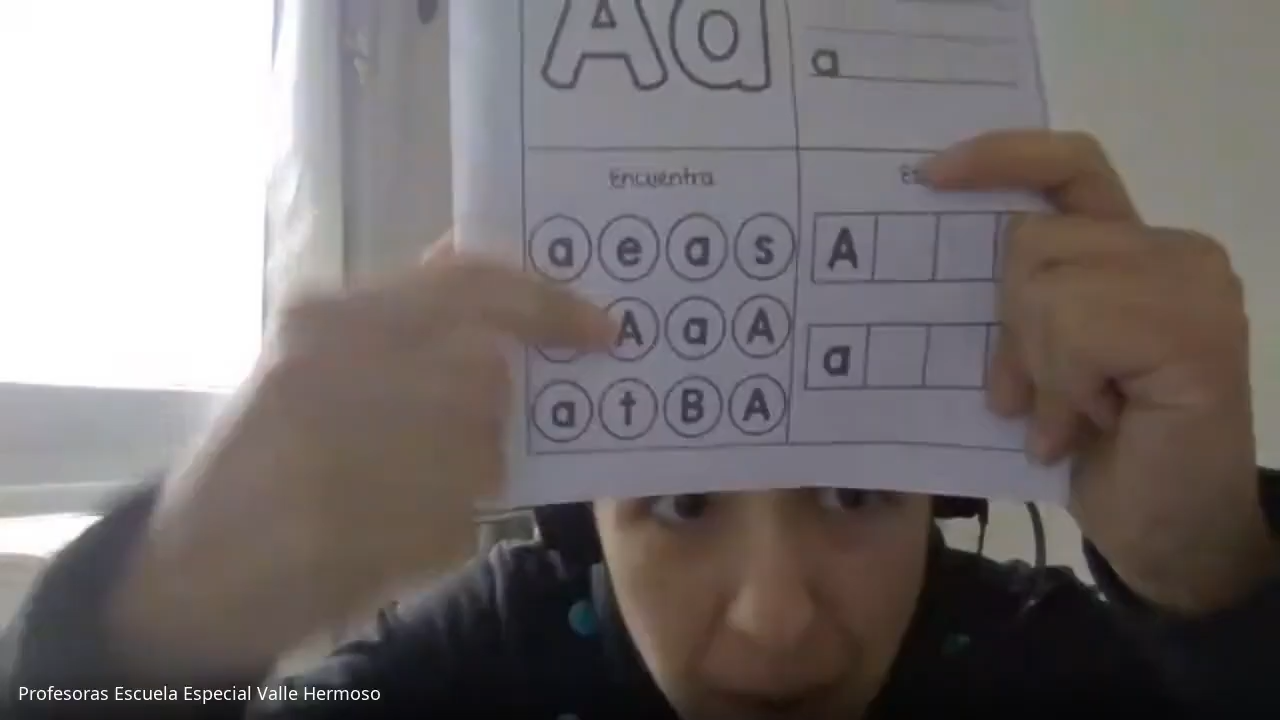 Aa
a
Encuentra
a e a s
A a A
a t B A
A
a
Profesoras Escuela Especial Valle Hermoso